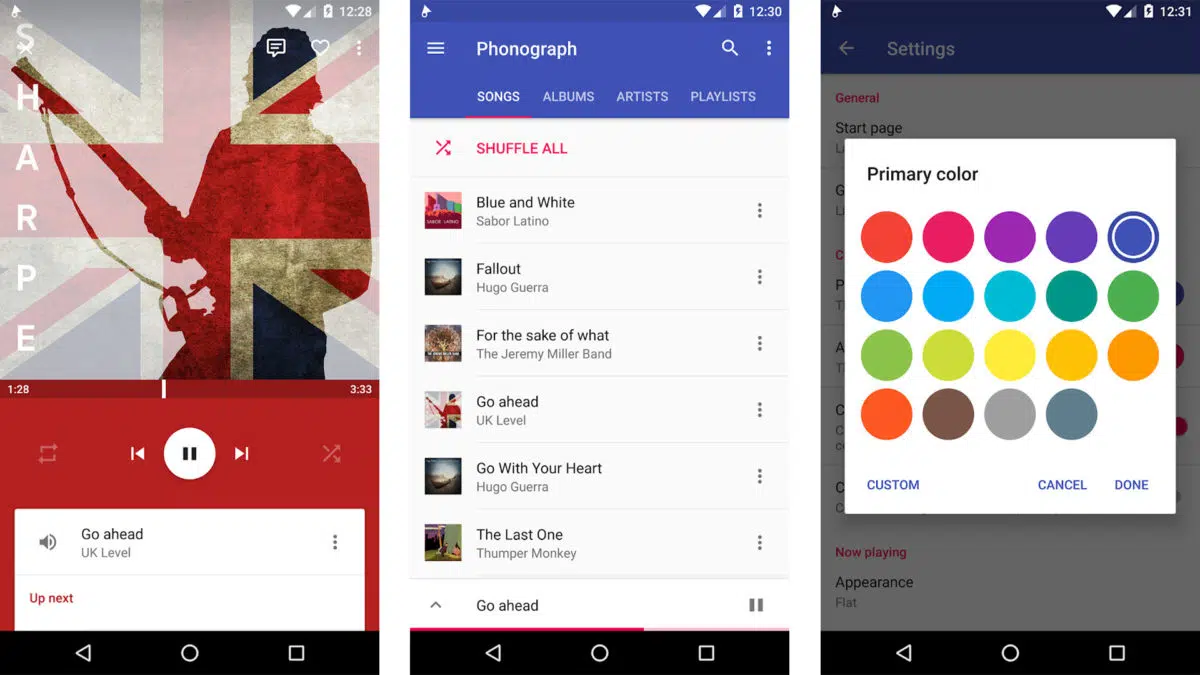 12:28
SHARPE
1:28
3:33
Go ahead
UK Level
Up next
12:30
Phonograph
SONGS ALBUMS ARTISTS PLAYLISTS
SHUFFLE ALL
Blue and White
Sabor Latino
Fallout
Hugo Guerra
For the sake of what
The Jeremy Miller Band
Go ahead
UK Level
Go With Your Heart
Hugo Guerra
The Last One
Thumper Monkey
Go ahead
12:31
Settings
General
Start page
Primary color
CUSTOM CANCEL DONE
Now playing
Appearance
Flat